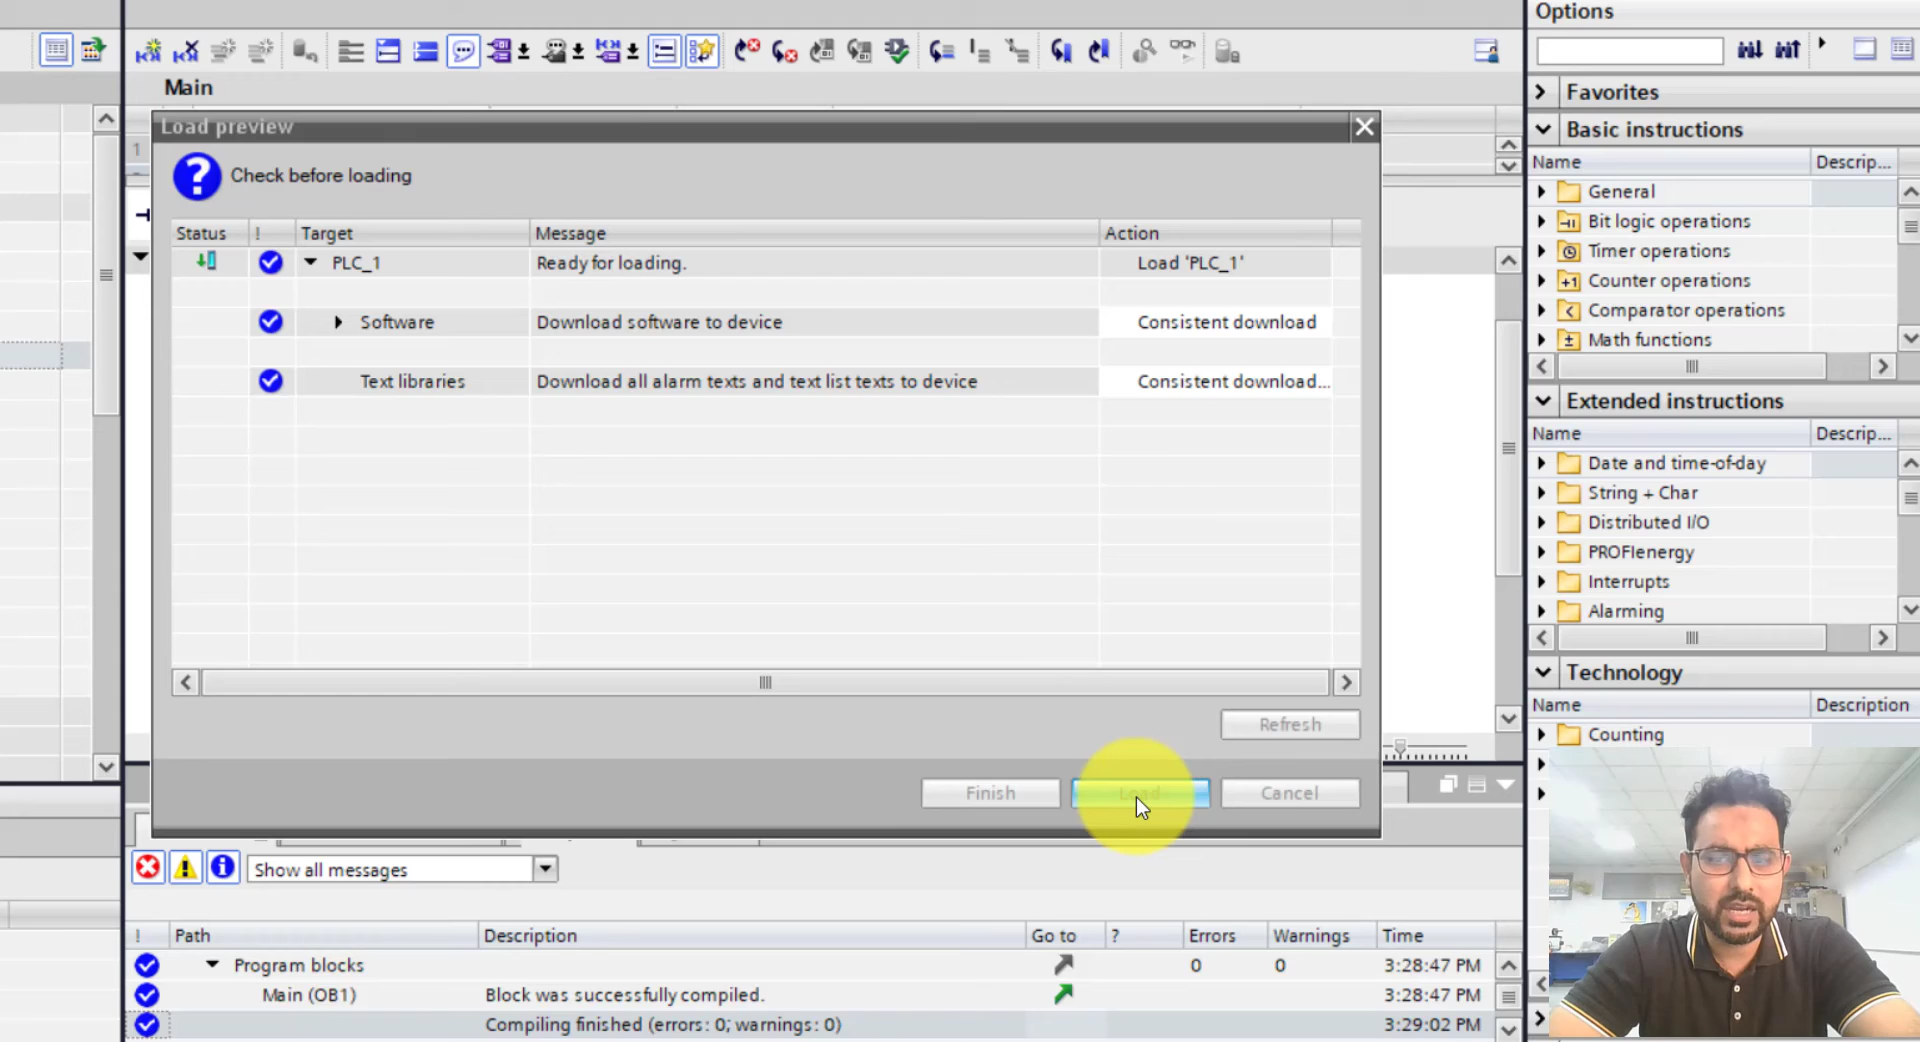 Options
Main
Favorites
Basic instructions
Name Descrip...
General
Bit logic operations
Timer operations
Counter operations
Comparator operations
Math functions
Extended instructions
Name Descrip...
Date and time-of-day
String + Char
Distributed I/O
PROFIenergy
Interrupts
Alarming
Technology
Name Description
Counting
1
Load preview
Check before loading
Status ! Target Message Action
PLC_1 Ready for loading. Load 'PLC_1'
Software Download software to device Consistent download
Text libraries Download all alarm texts and text list texts to device Consistent download...
Refresh
Finish Load Cancel
Show all messages
! Path Description Go to ? Errors Warnings Time
Program blocks 0 0 3:28:47 PM
Main (OB1) Block was successfully compiled. 3:28:47 PM
Compiling finished (errors: 0; warnings: 0) 3:29:02 PM